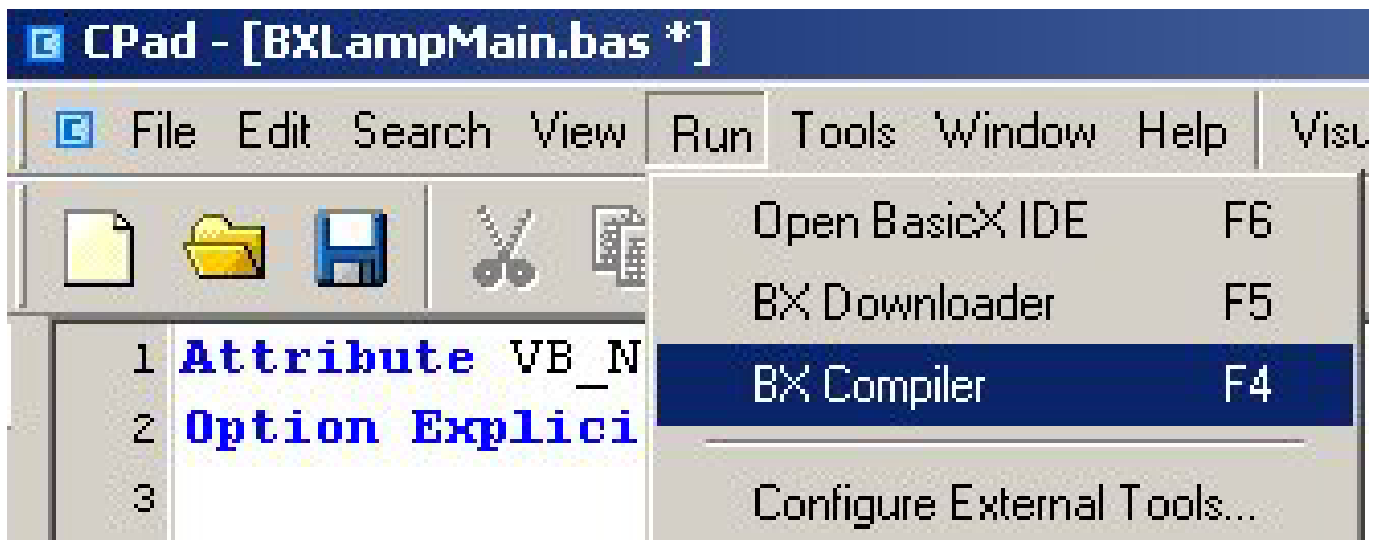 CPad - [BXLampMain.bas *]
File Edit Search View Run Tools Window Help Visu
Open BasicX IDE F6
BX Downloader F5
1 Attribute VB_N
BX Compiler F4
2 Option Explici
3
Configure External Tools...